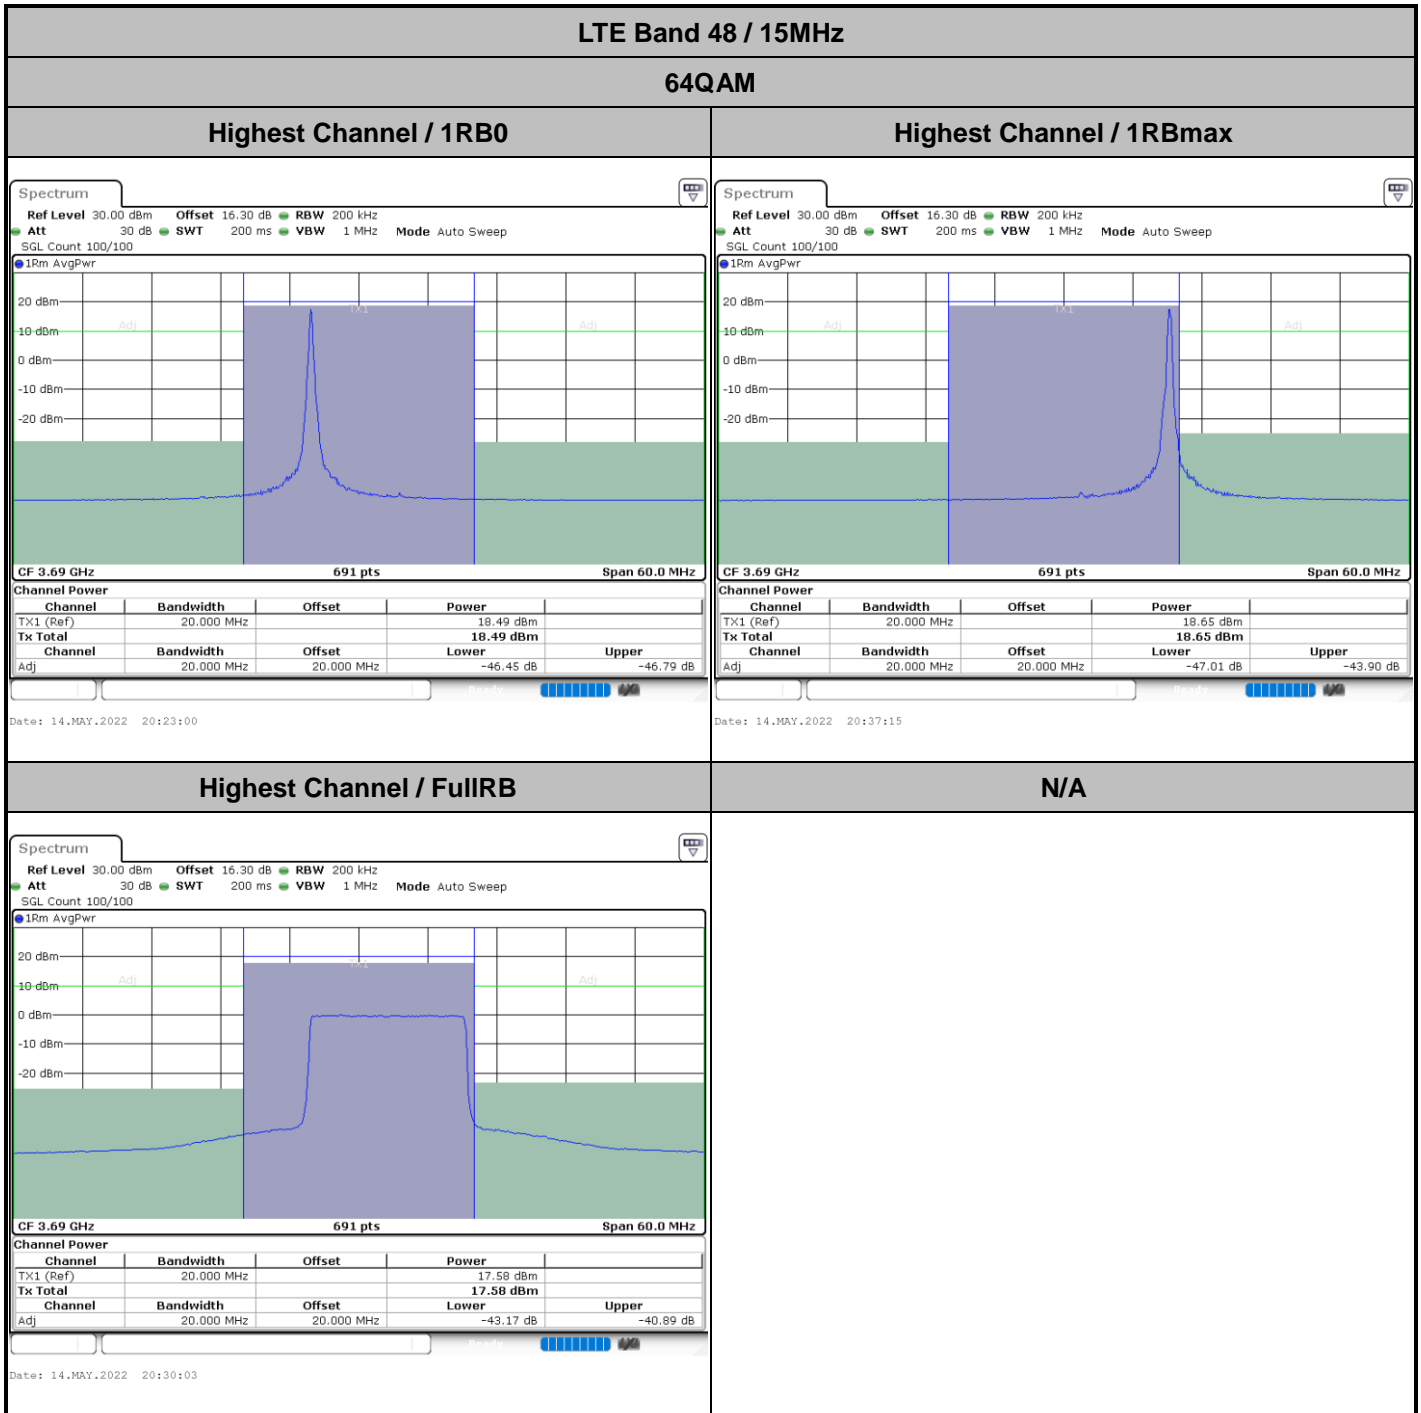 LTE Band 48 / 15MHz
64QAM
Highest Channel / 1RB0
Highest Channel / 1RBmax
Spectrum
Ref Level 30.00 dBm Offset 16.30 dB RBW 200 kHz
Att 30 dB SWT 200 ms VBW 1 MHz Mode Auto Sweep
SGL Count 100/100
1Rm AvgPwr
TX1
20 dBm
Adj
Adj
10 dBm
0 dBm
-10 dBm
-20 dBm
CF 3.69 GHz 691 pts Span 60.0 MHz
Channel Power
Channel Bandwidth Offset Power
TX1 (Ref) 20.000 MHz 18.49 dBm
Tx Total 18.49 dBm
Channel Bandwidth Offset Lower Upper
Adj 20.000 MHz 20.000 MHz -46.45 dB -46.79 dB
Ready
Date: 14.MAY.2022 20:23:00
Spectrum
Ref Level 30.00 dBm Offset 16.30 dB RBW 200 kHz
Att 30 dB SWT 200 ms VBW 1 MHz Mode Auto Sweep
SGL Count 100/100
1Rm AvgPwr
TX1
20 dBm
Adj
Adj
10 dBm
0 dBm
-10 dBm
-20 dBm
CF 3.69 GHz 691 pts Span 60.0 MHz
Channel Power
Channel Bandwidth Offset Power
TX1 (Ref) 20.000 MHz 18.65 dBm
Tx Total 18.65 dBm
Channel Bandwidth Offset Lower Upper
Adj 20.000 MHz 20.000 MHz -47.01 dB -43.90 dB
Ready
Date: 14.MAY.2022 20:37:15
Highest Channel / FullRB
N/A
Spectrum
Ref Level 30.00 dBm Offset 16.30 dB RBW 200 kHz
Att 30 dB SWT 200 ms VBW 1 MHz Mode Auto Sweep
SGL Count 100/100
1Rm AvgPwr
TX1
20 dBm
Adj
Adj
10 dBm
0 dBm
-10 dBm
-20 dBm
CF 3.69 GHz 691 pts Span 60.0 MHz
Channel Power
Channel Bandwidth Offset Power
TX1 (Ref) 20.000 MHz 17.58 dBm
Tx Total 17.58 dBm
Channel Bandwidth Offset Lower Upper
Adj 20.000 MHz 20.000 MHz -43.17 dB -40.89 dB
Ready
Date: 14.MAY.2022 20:30:03